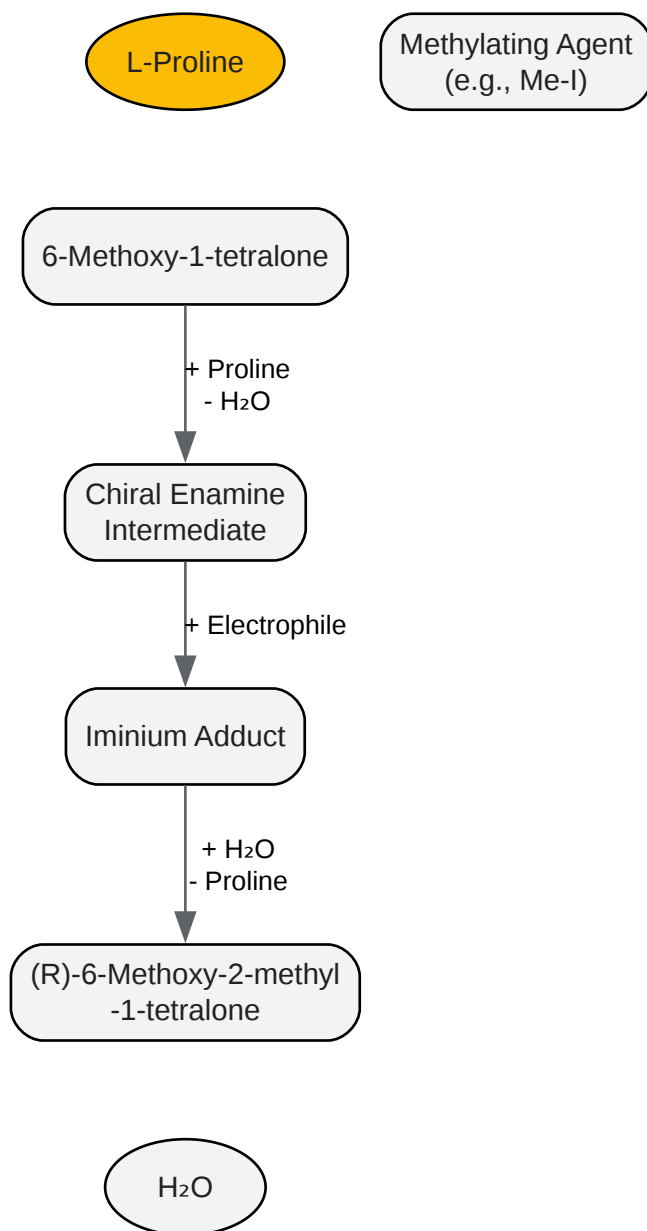 L-Proline
Methylating Agent
(e.g., Me-I)
6-Methoxy-1-tetralone
+ Proline
- H₂O
Chiral Enamine
Intermediate
+ Electrophile
Iminium Adduct
+ H₂O
- Proline
(R)-6-Methoxy-2-methyl
-1-tetralone
H₂O